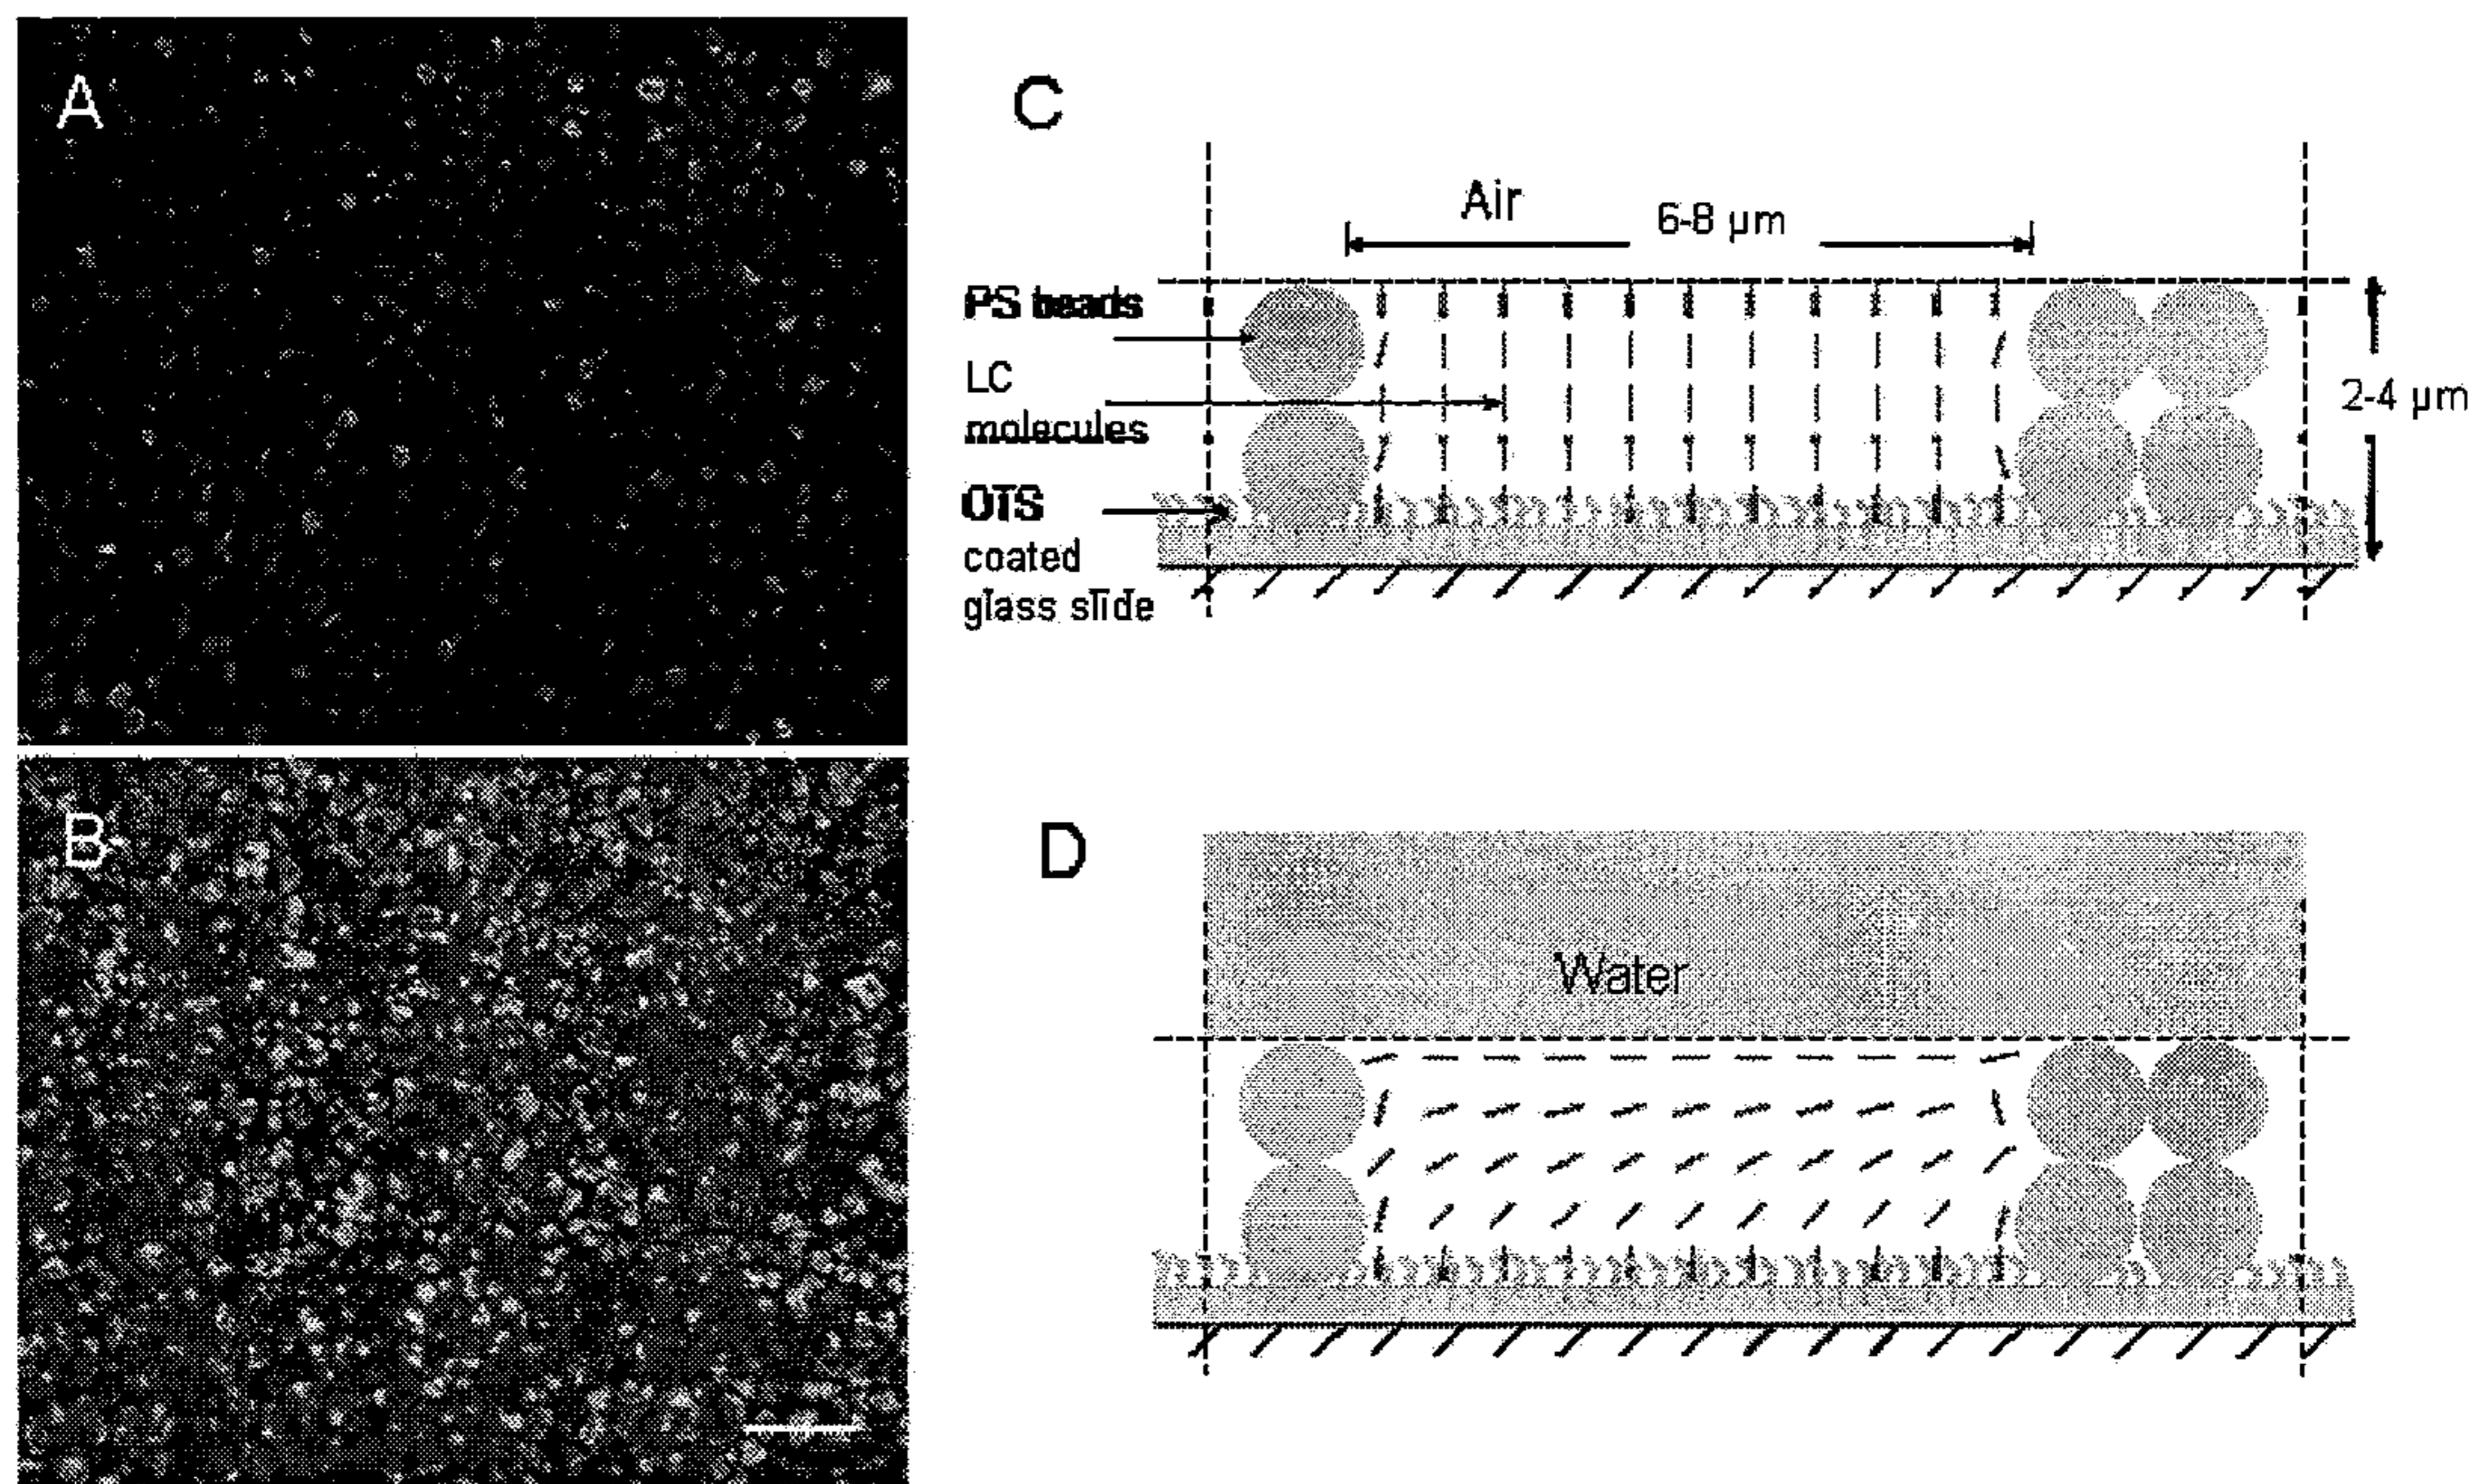 A
B
C
Air
6-8 µm
PS beads
LC
molecules
OTS
coated
glass slide
2-4 µm
D
Water